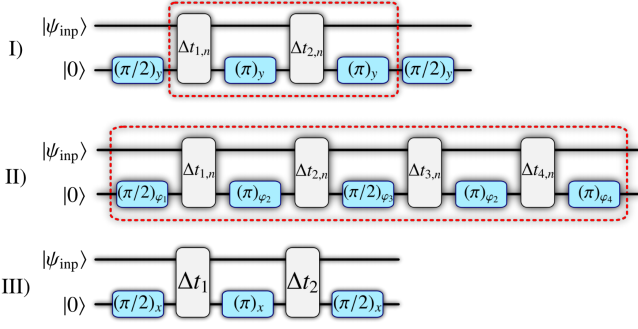 |ψ_inp⟩
I)
Δt_{1,n} Δt_{2,n}
|0⟩ (π/2)_y (π)_y (π)_y (π/2)_y
|ψ_inp⟩
II)
Δt_{1,n} Δt_{2,n} Δt_{3,n} Δt_{4,n}
|0⟩ (π/2)_{φ₁} (π)_{φ₂} (π/2)_{φ₃} (π)_{φ₂} (π)_{φ₄}
|ψ_inp⟩
III)
Δt₁ Δt₂
|0⟩ (π/2)_x (π)_x (π/2)_x